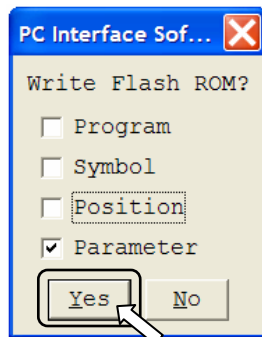 PC Interface Sof...
Write Flash ROM?
Program
Symbol
Position
Parameter
Yes No